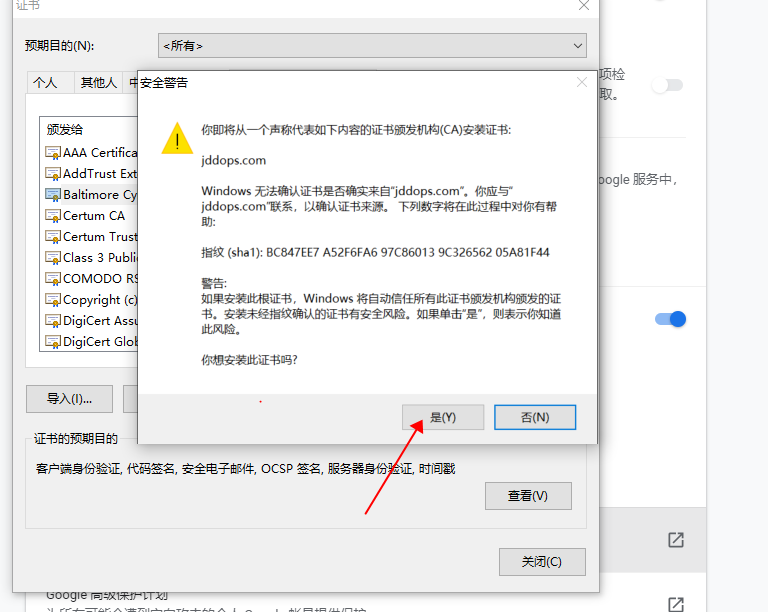 证书
预期目的(N):
<所有>
个人
其他人
安全警告
项检
取。
颁发给
AAA Certifica
AddTrust Ext
Baltimore Cy
Certum CA
Certum Trust
Class 3 Publi
COMODO RS
Copyright (c)
DigiCert Assu
DigiCert Glob
你即将从一个声称代表如下内容的证书颁发机构(CA)安装证书:
jddops.com
Windows 无法确认证书是否确实来自"jddops.com"。你应与"
jddops.com"联系，以确认证书来源。 下列数字将在此过程中对你有帮
助:
指纹 (sha1): BC847EE7 A52F6FA6 97C86013 9C326562 05A81F44
警告:
如果安装此根证书，Windows 将自动信任所有此证书颁发机构颁发的证
书。安装未经指纹确认的证书有安全风险。如果单击"是"，则表示你知道
此风险。
你想安装此证书吗?
oogle 服务中，
导入(I)...
是(Y)
否(N)
证书的预期目的
客户端身份验证, 代码签名, 安全电子邮件, OCSP 签名, 服务器身份验证, 时间戳
查看(V)
关闭(C)
Google 高级保护计划